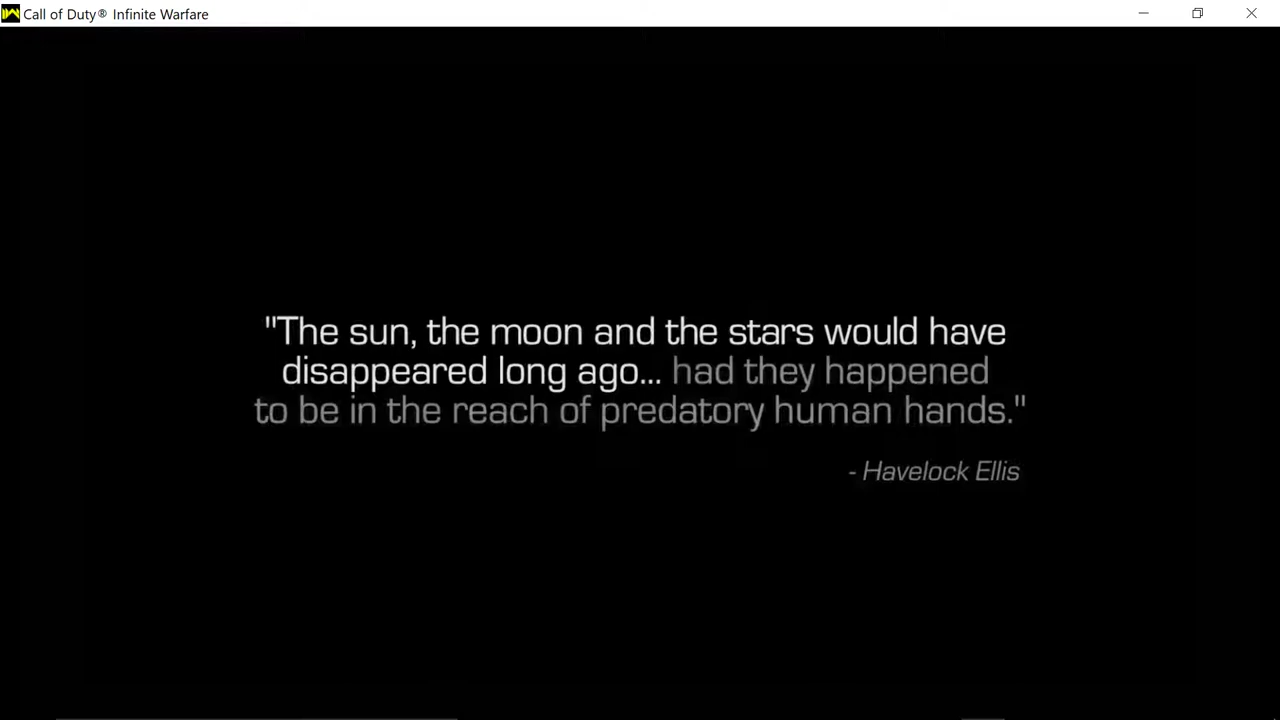 Call of Duty® Infinite Warfare
"The sun, the moon and the stars would have
disappeared long ago... had they happened
to be in the reach of predatory human hands."
- Havelock Ellis